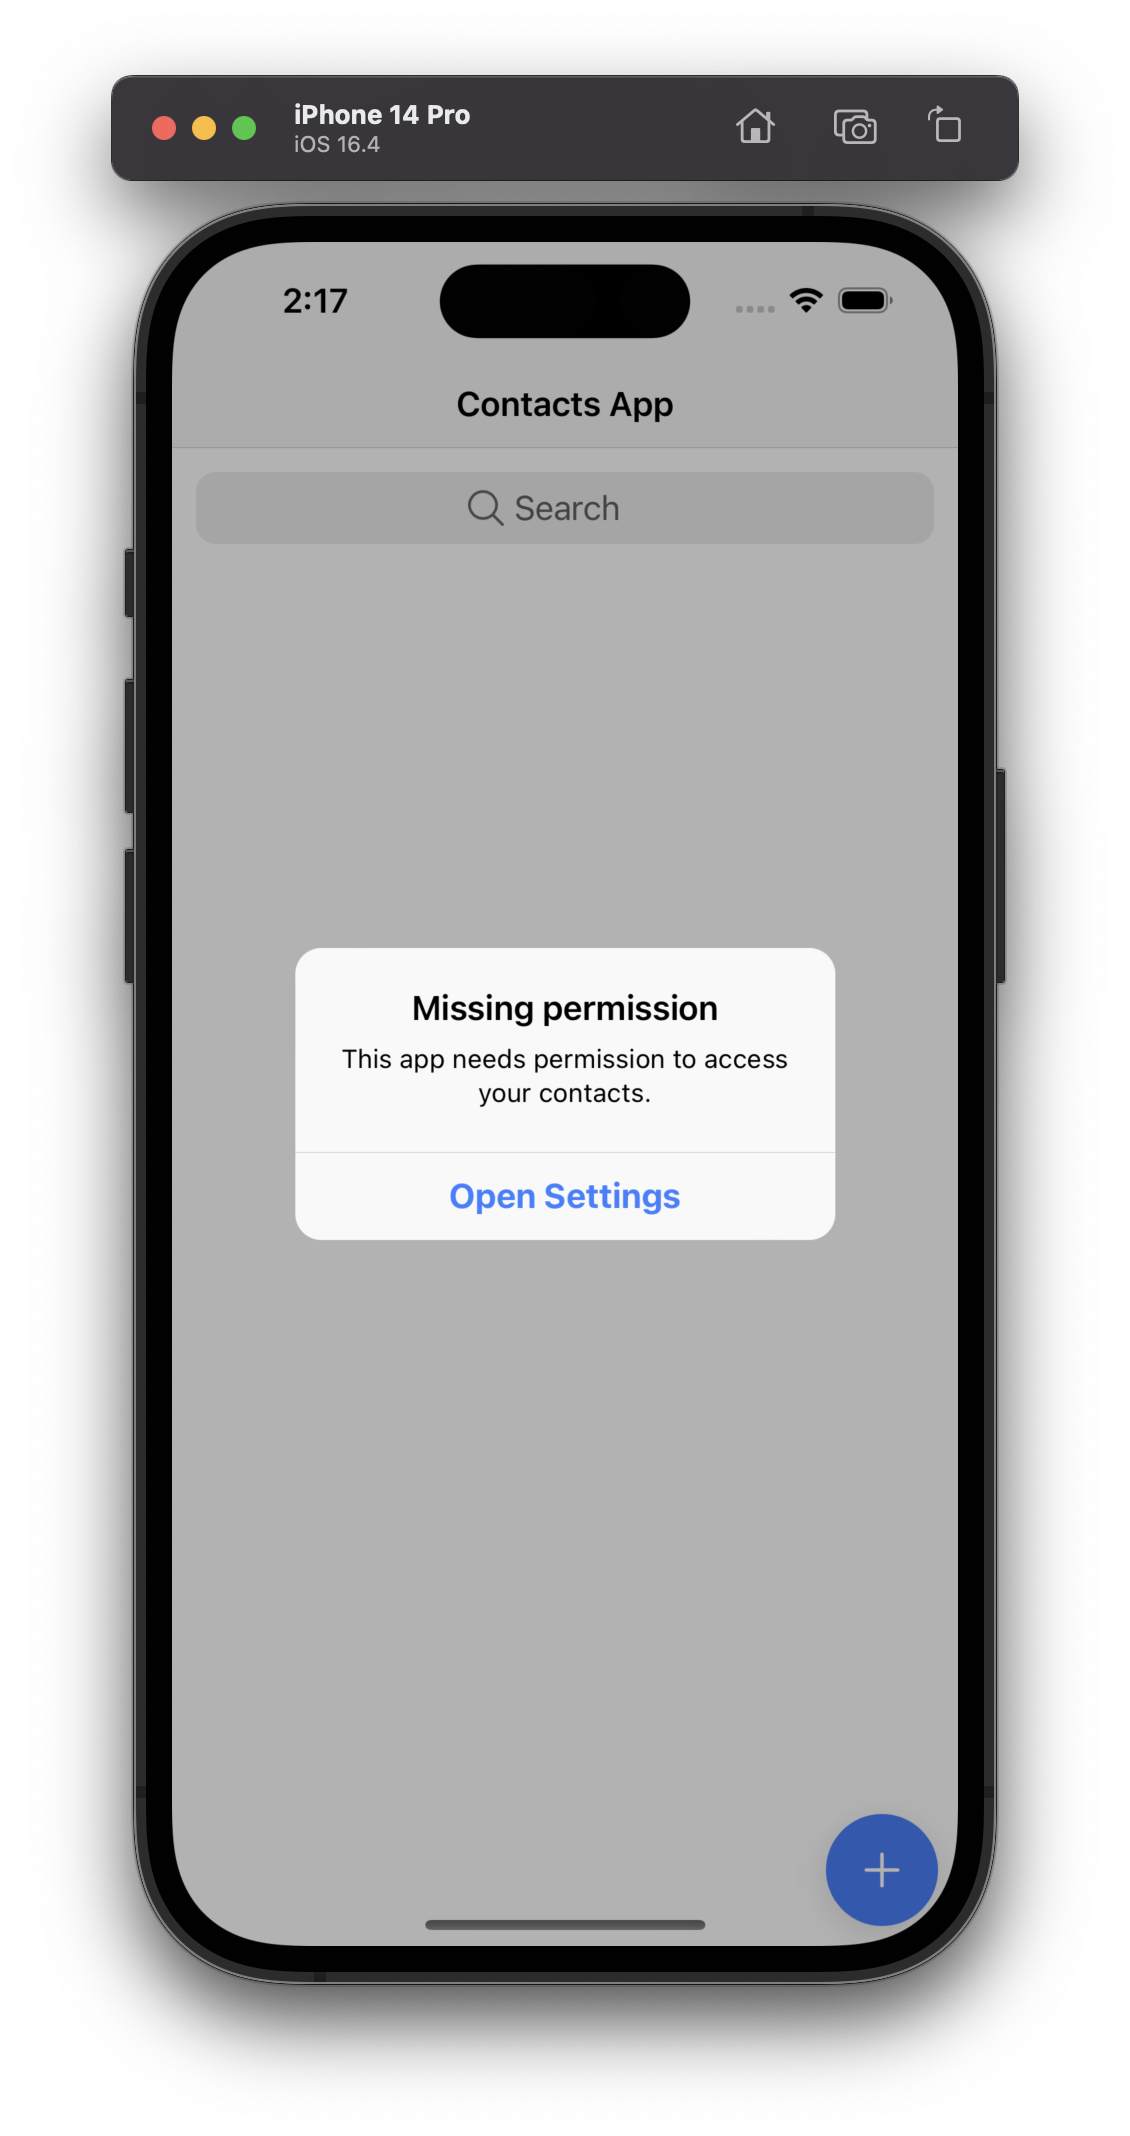 iPhone 14 Pro
iOS 16.4
2:17
Contacts App
Search
Missing permission
This app needs permission to access
your contacts.
Open Settings